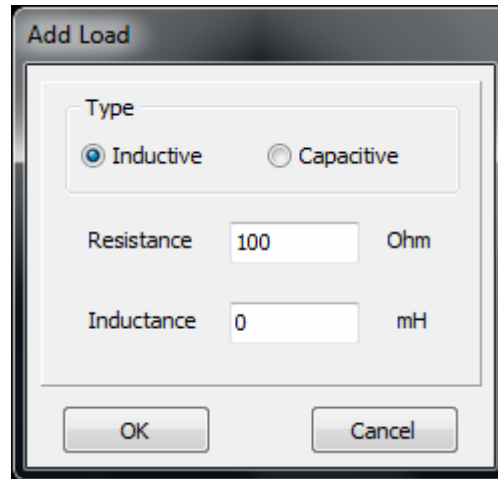 Add Load
Type
Inductive Capacitive
Resistance 100 Ohm
Inductance 0 mH
OK Cancel